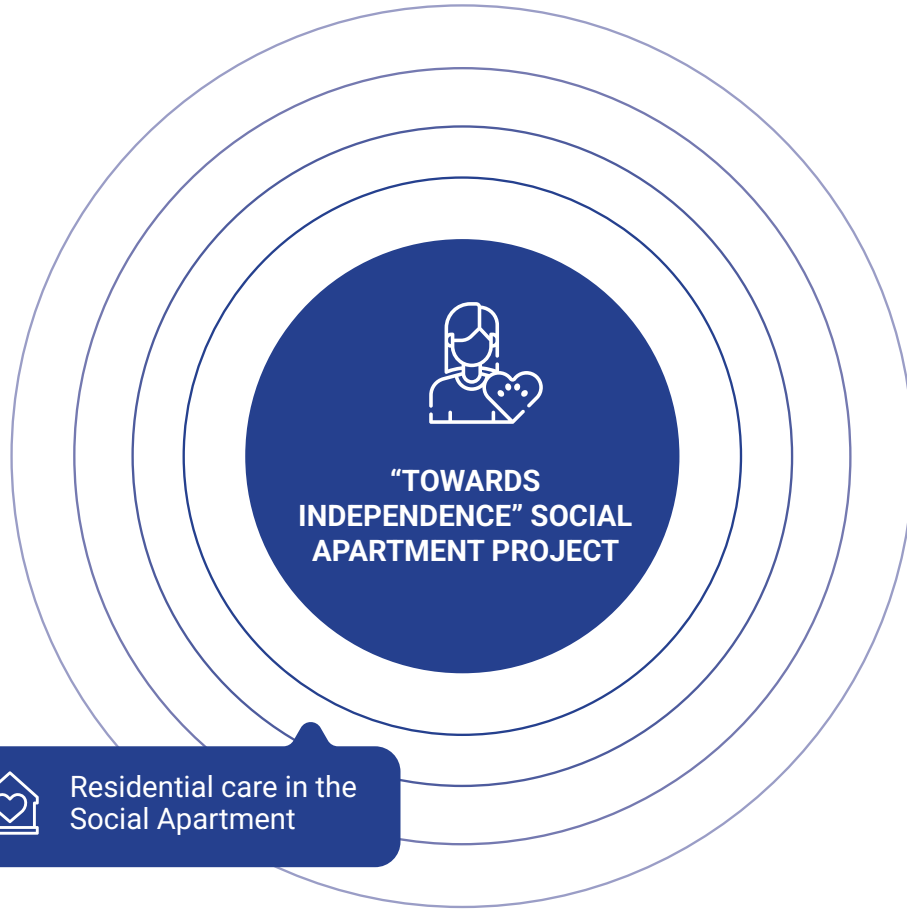 “TOWARDS
INDEPENDENCE” SOCIAL
APARTMENT PROJECT
Residential care in the
Social Apartment